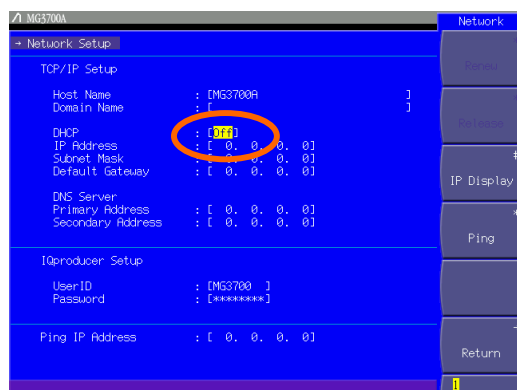 MG3700A
Network
→ Network Setup
TCP/IP Setup
Host Name : [MG3700A ]
Domain Name : [ ]
DHCP : [Off]
IP Address : [ 0. 0. 0. 0]
Subnet Mask : [ 0. 0. 0. 0]
Default Gateway : [ 0. 0. 0. 0]
DNS Server
Primary Address : [ 0. 0. 0. 0]
Secondary Address : [ 0. 0. 0. 0]
IQproducer Setup
UserID : [MG3700 ]
Password : [********]
Ping IP Address : [ 0. 0. 0. 0]
Renew
Release
#
IP Display
*
Ping
Return
1